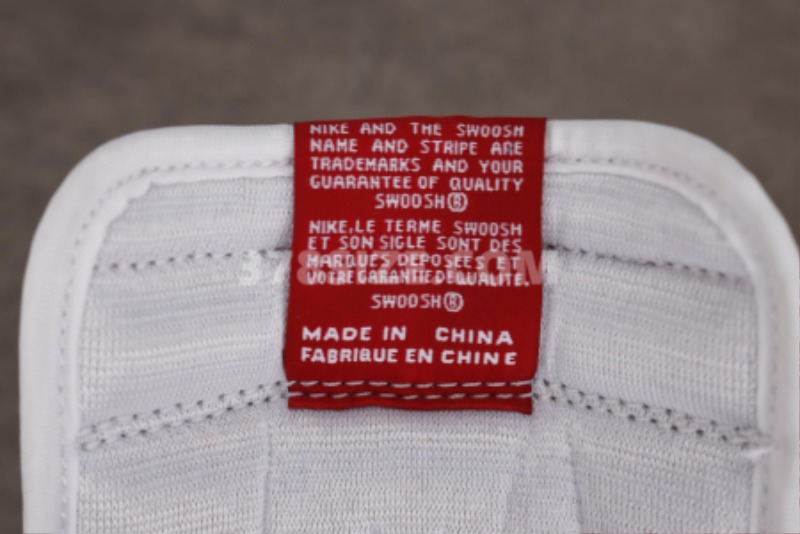 NIKE AND THE SWOOSH
NAME AND STRIPE ARE
TRADEMARKS AND YOUR
GUARANTEE OF QUALITY
SWOOSH®
NIKE, LE TERME SWOOSH
ET SON SIGLE SONT DES
MARQUES DEPOSEES ET
VOTRE GARANTIE DE QUALITE.
SWOOSH®
MADE IN CHINA
FABRIQUE EN CHINE